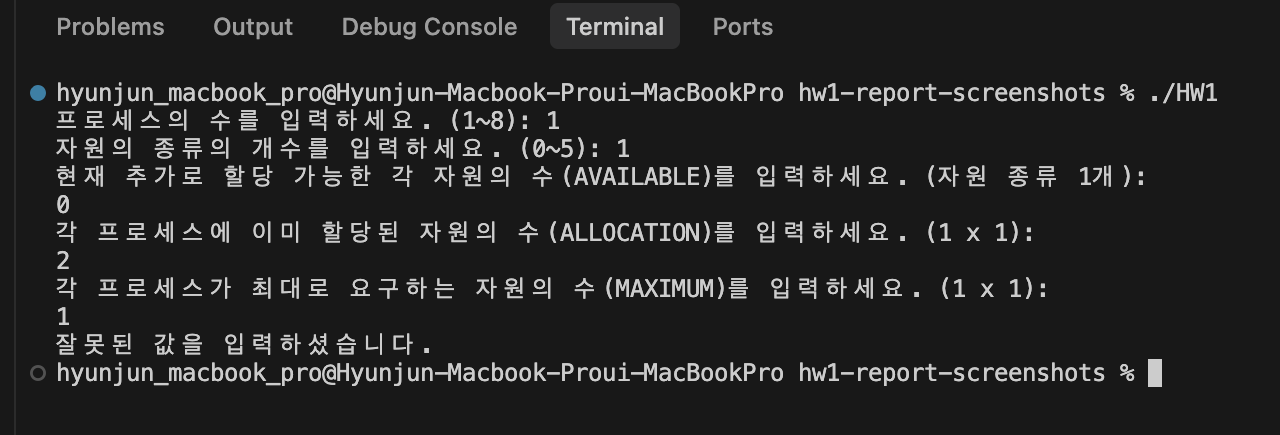 Problems Output Debug Console Terminal Ports
hyunjun_macbook_pro@Hyunjun-Macbook-Proui-MacBookPro hw1-report-screenshots % ./HW1
프로세스의 수를 입력하세요. (1~8): 1
자원의 종류의 개수를 입력하세요. (0~5): 1
현재 추가로 할당 가능한 각 자원의 수(AVAILABLE)를 입력하세요. (자원 종류 1개):
0
각 프로세스에 이미 할당된 자원의 수(ALLOCATION)를 입력하세요. (1 x 1):
2
각 프로세스가 최대로 요구하는 자원의 수(MAXIMUM)를 입력하세요. (1 x 1):
1
잘못된 값을 입력하셨습니다.
hyunjun_macbook_pro@Hyunjun-Macbook-Proui-MacBookPro hw1-report-screenshots %